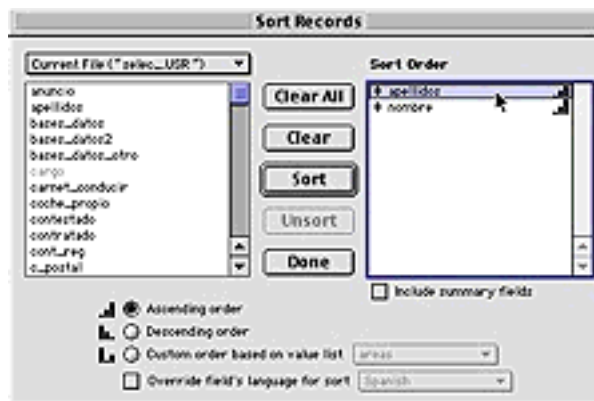 Sort Records
Current File ("selec_USR")
anuncio
apellidos
bases_datos
bases_datos2
bases_datos_otro
cargo
carnet_conducir
coche_propio
contestado
contratado
cont_reg
c_postal
Clear All
Clear
Sort
Unsort
Done
Sort Order
apellidos
nombre
Include summary fields
Ascending order
Descending order
Custom order based on value list areas
Override field's language for sort Spanish